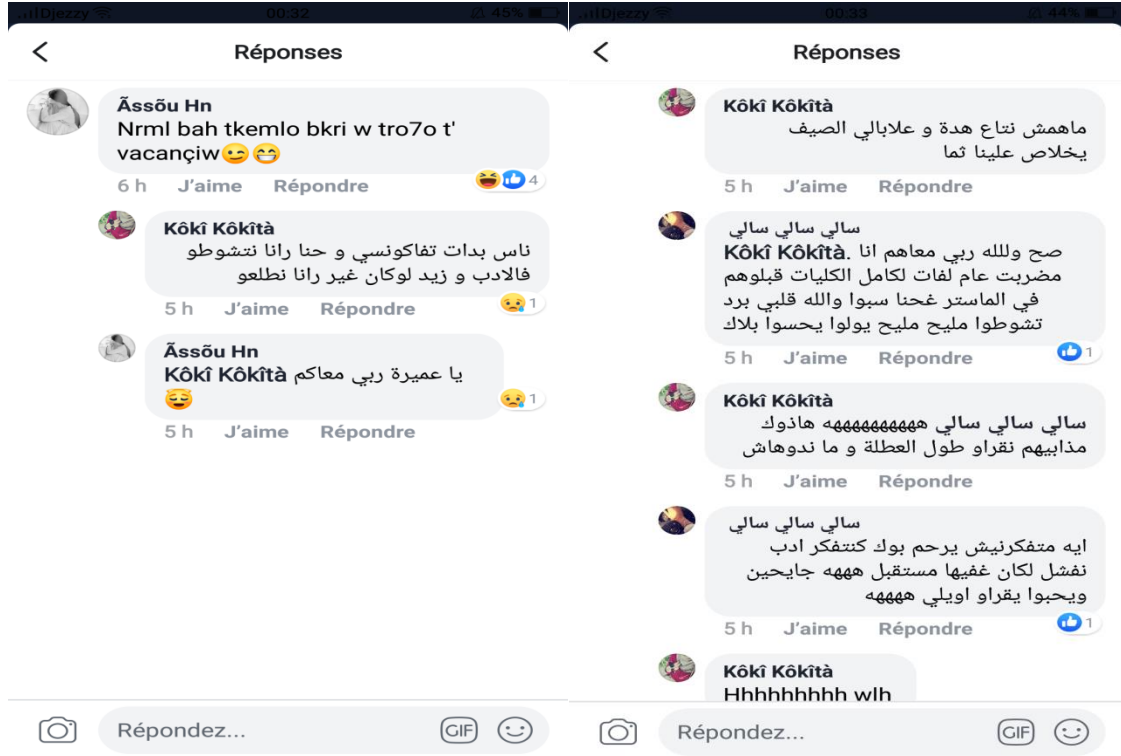 Djezzy 00:32 45%
Réponses
Ãssõu Hn
Nrml bah tkemlo bkri w tro7o t'
vacançiw😉😁
6 h J'aime Répondre 4
Kôkî Kôkîtà
ناس بدات تفاكونسي و حنا رانا نتشوطو
فالادب و زيد لوكان غير رانا نطلعو
5 h J'aime Répondre 1
Ãssõu Hn
Kôkî Kôkîtà يا عميرة ربي معاكم
😇
5 h J'aime Répondre 1
Répondez... GIF
Djezzy 00:33 44%
Réponses
Kôkî Kôkîtà
ماهمش نتاع هدة و علابالي الصيف
يخلاص علينا ثما
5 h J'aime Répondre
سالي سالي سالي
Kôkî Kôkîtà. صح وللله ربي معاهم انا
مضربت عام لفات لكامل الكليات قبلوهم
في الماستر غحنا سبوا والله قلبي برد
تشوطوا مليح مليح يولوا يحسوا بلاك
5 h J'aime Répondre 1
Kôkî Kôkîtà
سالي سالي سالي هههههههههههه هاذوك
مذابيهم نقراو طول العطلة و ما ندوهاش
5 h J'aime Répondre
سالي سالي سالي
ايه متفكرنيش يرحم بوك كنتفكر ادب
نفشل لكان غفيها مستقبل هههه جايحين
ويحبوا يقراو اويلي ههههه
5 h J'aime Répondre 1
Kôkî Kôkîtà
Hhhhhhhhh wlh
Répondez... GIF